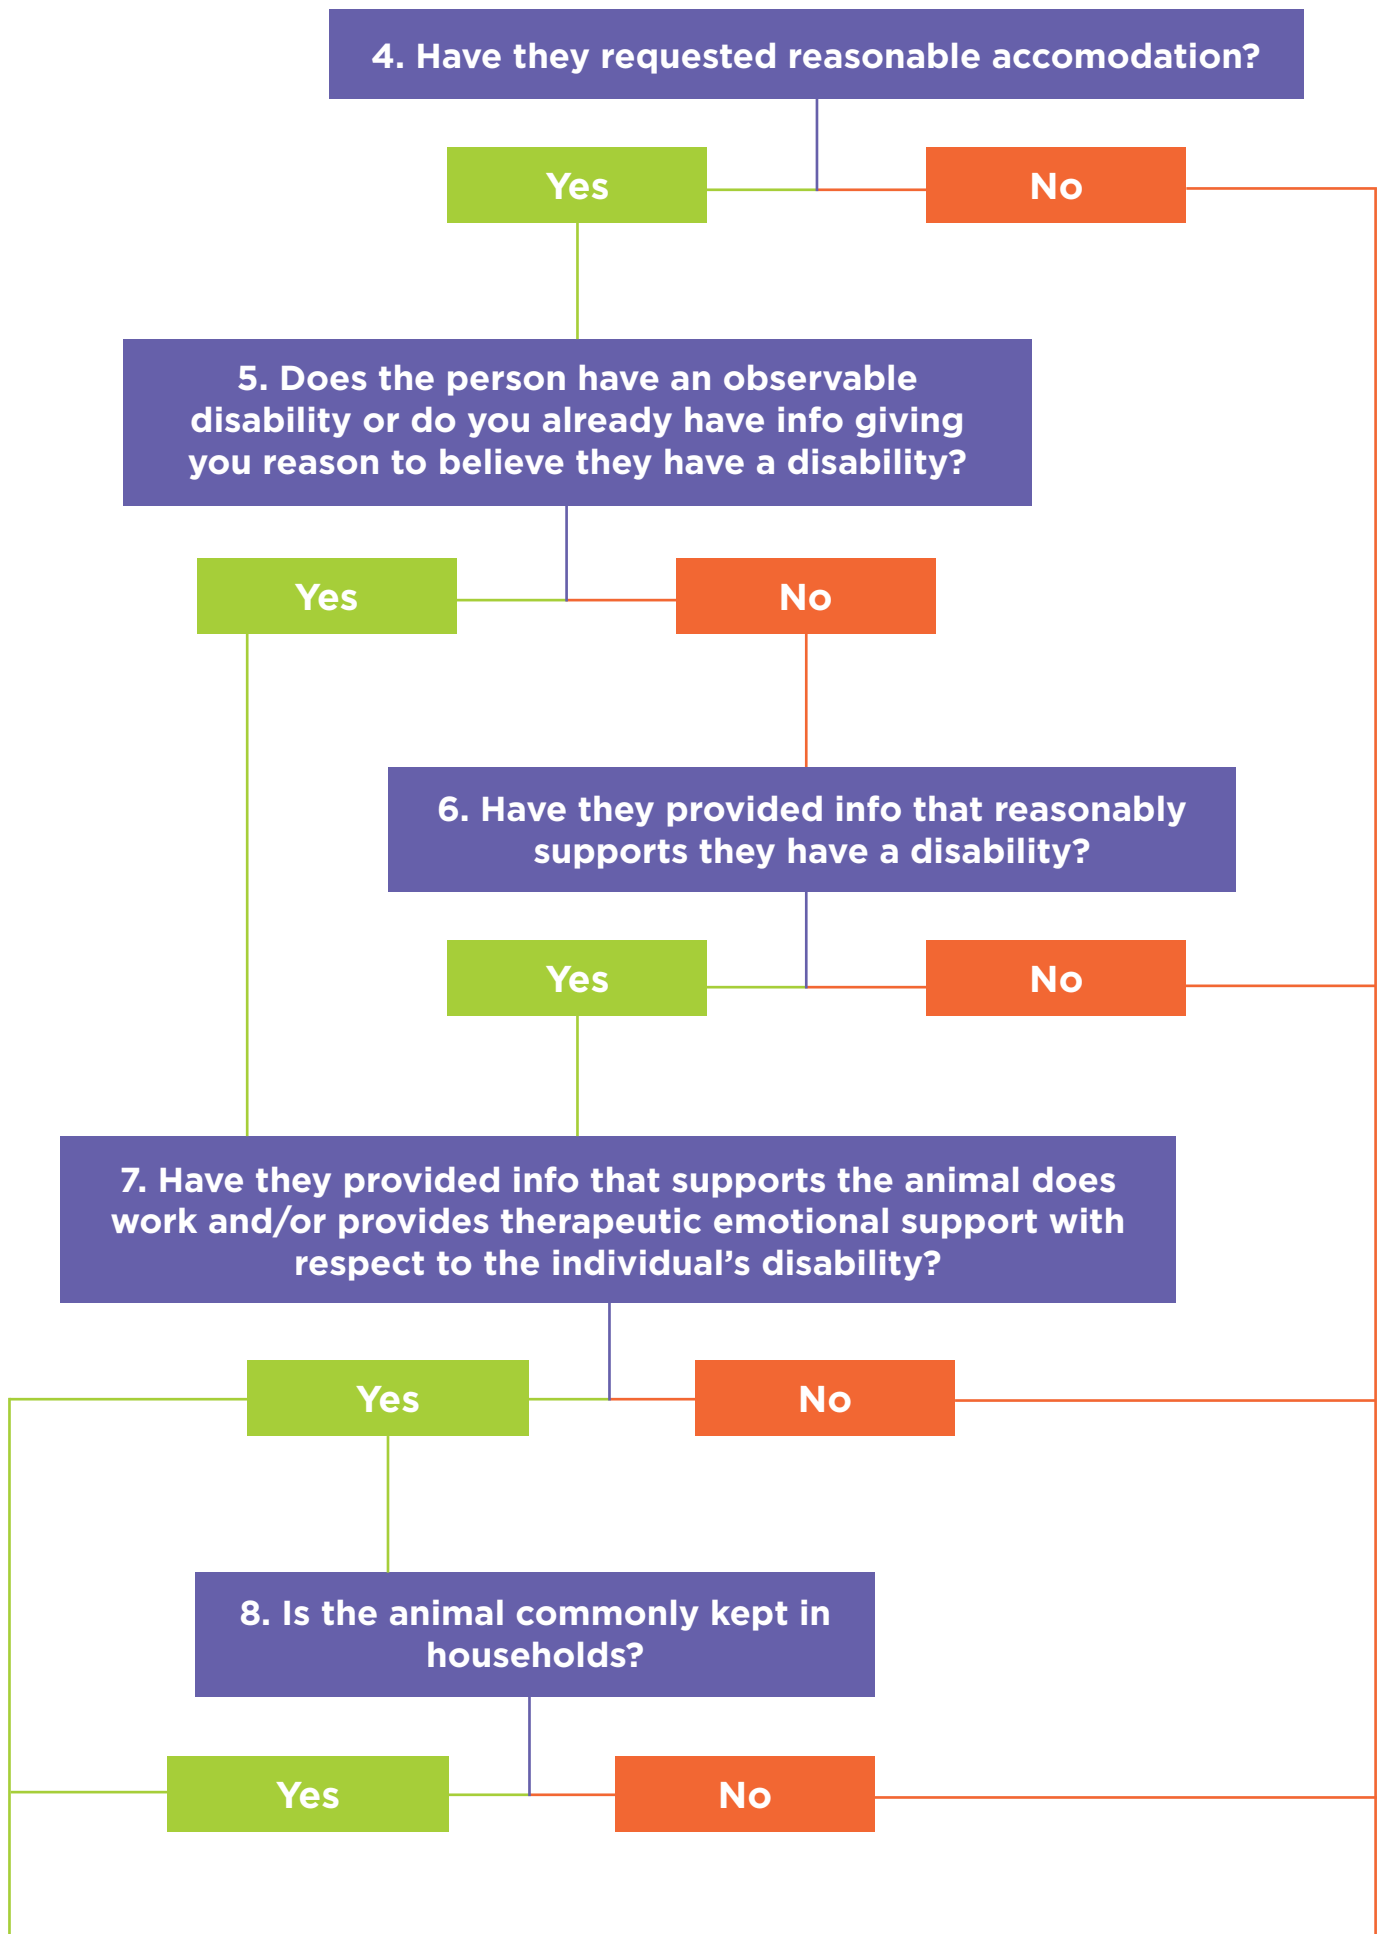 4. Have they requested reasonable accomodation?
Yes
No
5. Does the person have an observable
disability or do you already have info giving
you reason to believe they have a disability?
Yes
No
6. Have they provided info that reasonably
supports they have a disability?
Yes
No
7. Have they provided info that supports the animal does
work and/or provides therapeutic emotional support with
respect to the individual’s disability?
Yes
No
8. Is the animal commonly kept in
households?
Yes
No